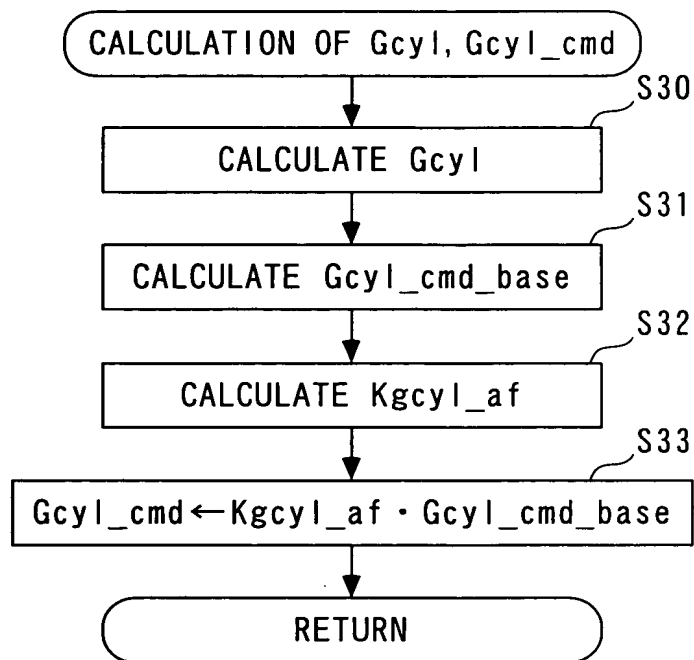 CALCULATION OF Gcyl, Gcyl_cmd
S30
CALCULATE Gcyl
S31
CALCULATE Gcyl_cmd_base
S32
CALCULATE Kgcyl_af
S33
Gcyl_cmd←Kgcyl_af · Gcyl_cmd_base
RETURN